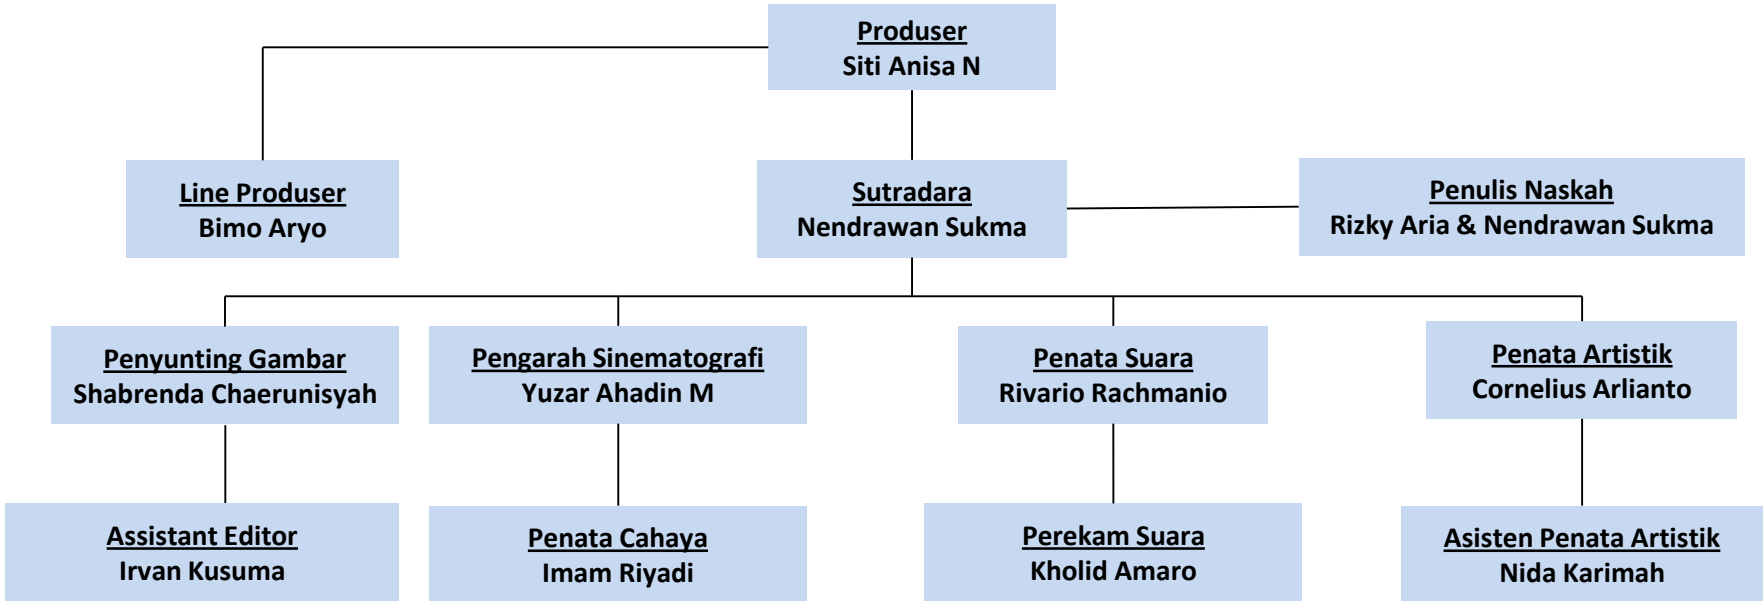 Produser
Siti Anisa N
Line Produser
Bimo Aryo
Sutradara
Nendrawan Sukma
Penulis Naskah
Rizky Aria & Nendrawan Sukma
Penyunting Gambar
Shabrenda Chaerunisyah
Pengarah Sinematografi
Yuzar Ahadin M
Penata Suara
Rivario Rachmanio
Penata Artistik
Cornelius Arlianto
Assistant Editor
Irvan Kusuma
Penata Cahaya
Imam Riyadi
Perekam Suara
Kholid Amaro
Asisten Penata Artistik
Nida Karimah